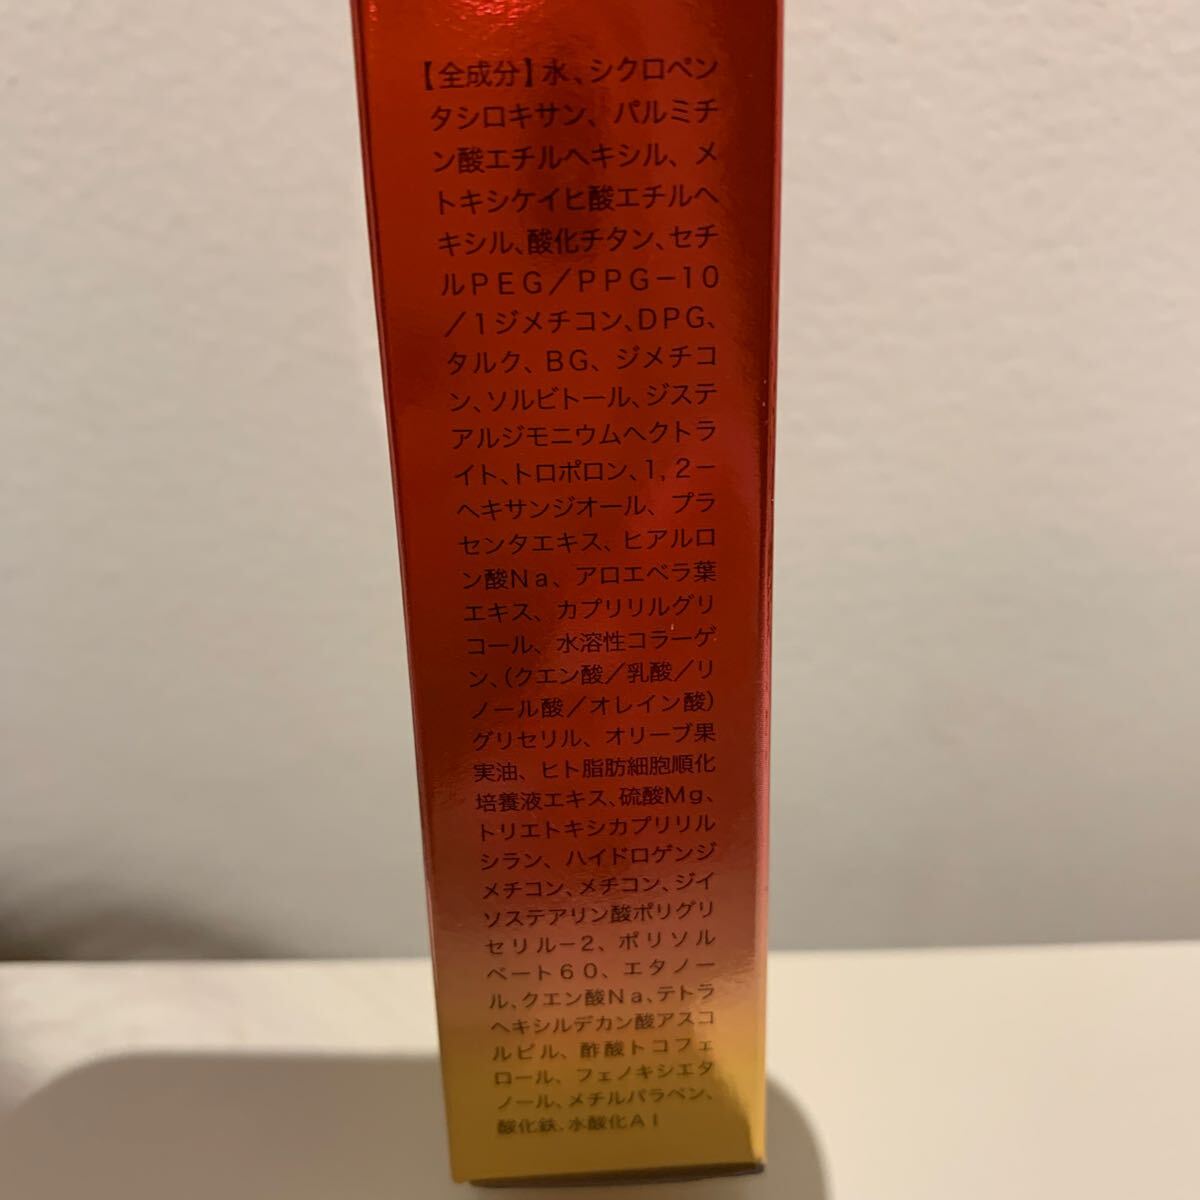 【全成分】水、シクロペン
タシロキサン、パルミチ
ン酸エチルヘキシル、メ
トキシケイヒ酸エチルヘ
キシル、酸化チタン、セチ
ルPEG／PPG－10
／1ジメチコン、DPG、
タルク、BG、ジメチコ
ン、ソルビトール、ジステ
アルジモニウムヘクトラ
イト、トロポロン、1,2－
ヘキサンジオール、プラ
センタエキス、ヒアルロ
ン酸Na、アロエベラ葉
エキス、カプリリルグリ
コール、水溶性コラーゲ
ン、（クエン酸／乳酸／リ
ノール酸／オレイン酸）
グリセリル、オリーブ果
実油、ヒト脂肪細胞順化
培養液エキス、硫酸Mg、
トリエトキシカプリリル
シラン、ハイドロゲンジ
メチコン、メチコン、ジイ
ソステアリン酸ポリグリ
セリル－2、ポリソル
ベート60、エタノー
ル、クエン酸Na、テトラ
ヘキシルデカン酸アスコ
ルビル、酢酸トコフェ
ロール、フェノキシエタ
ノール、メチルパラベン、
酸化鉄、水酸化Al